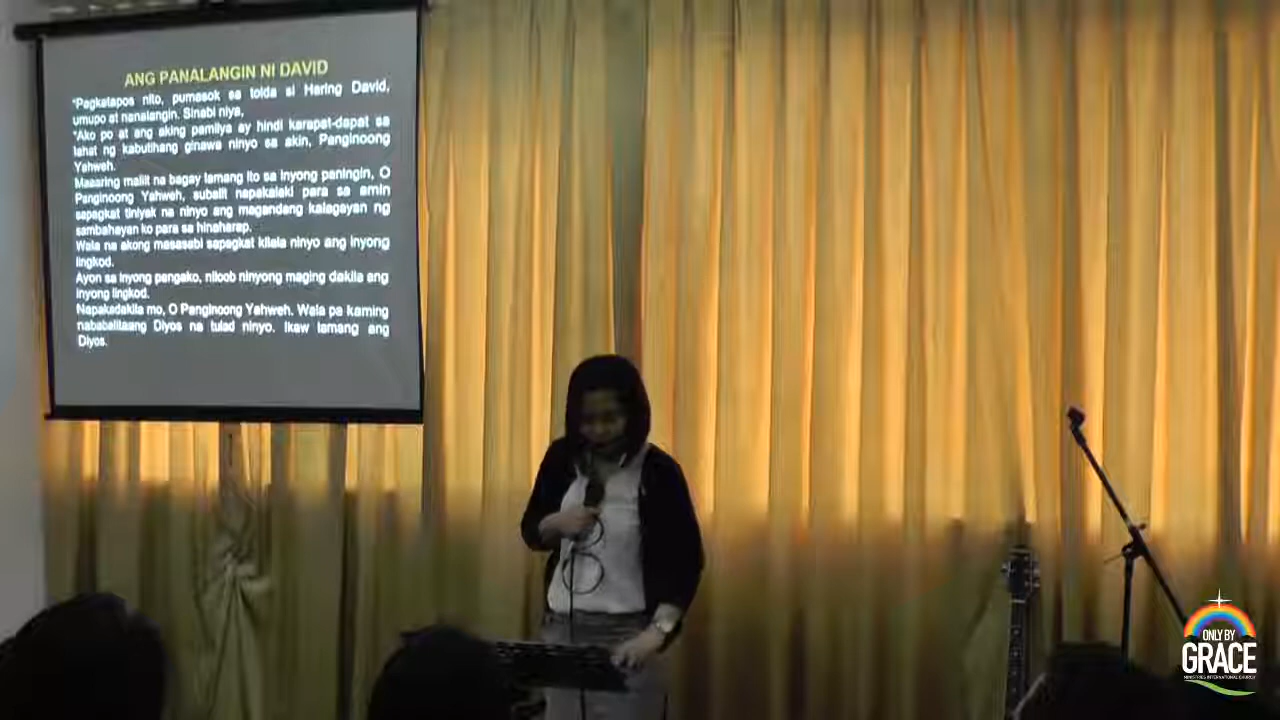 ANG PANALANGIN NI DAVID
"Pagkatapos nito, pumasok sa tolda si Haring David,
umupo at nanalangin. Sinabi niya,
"Ako po at ang aking pamilya ay hindi karapat-dapat sa
lahat ng kabutihang ginawa ninyo sa akin, Panginoong
Yahweh.
Maaaring maliit na bagay lamang ito sa inyong paningin, O
Panginoong Yahweh, subalit napakalaki para sa amin
sapagkat tiniyak na ninyo ang magandang kalagayan ng
sambahayan ko para sa hinaharap.
Wala na akong masasabi sapagkat kilala ninyo ang inyong
lingkod.
Ayon sa inyong pangako, niloob ninyong maging dakila ang
inyong lingkod.
Napakadakila mo, O Panginoong Yahweh. Wala pa kaming
nababalitaang Diyos na tulad ninyo. Ikaw lamang ang
Diyos.
ONLY BY
GRACE
MINISTRIES INTERNATIONAL CHURCH